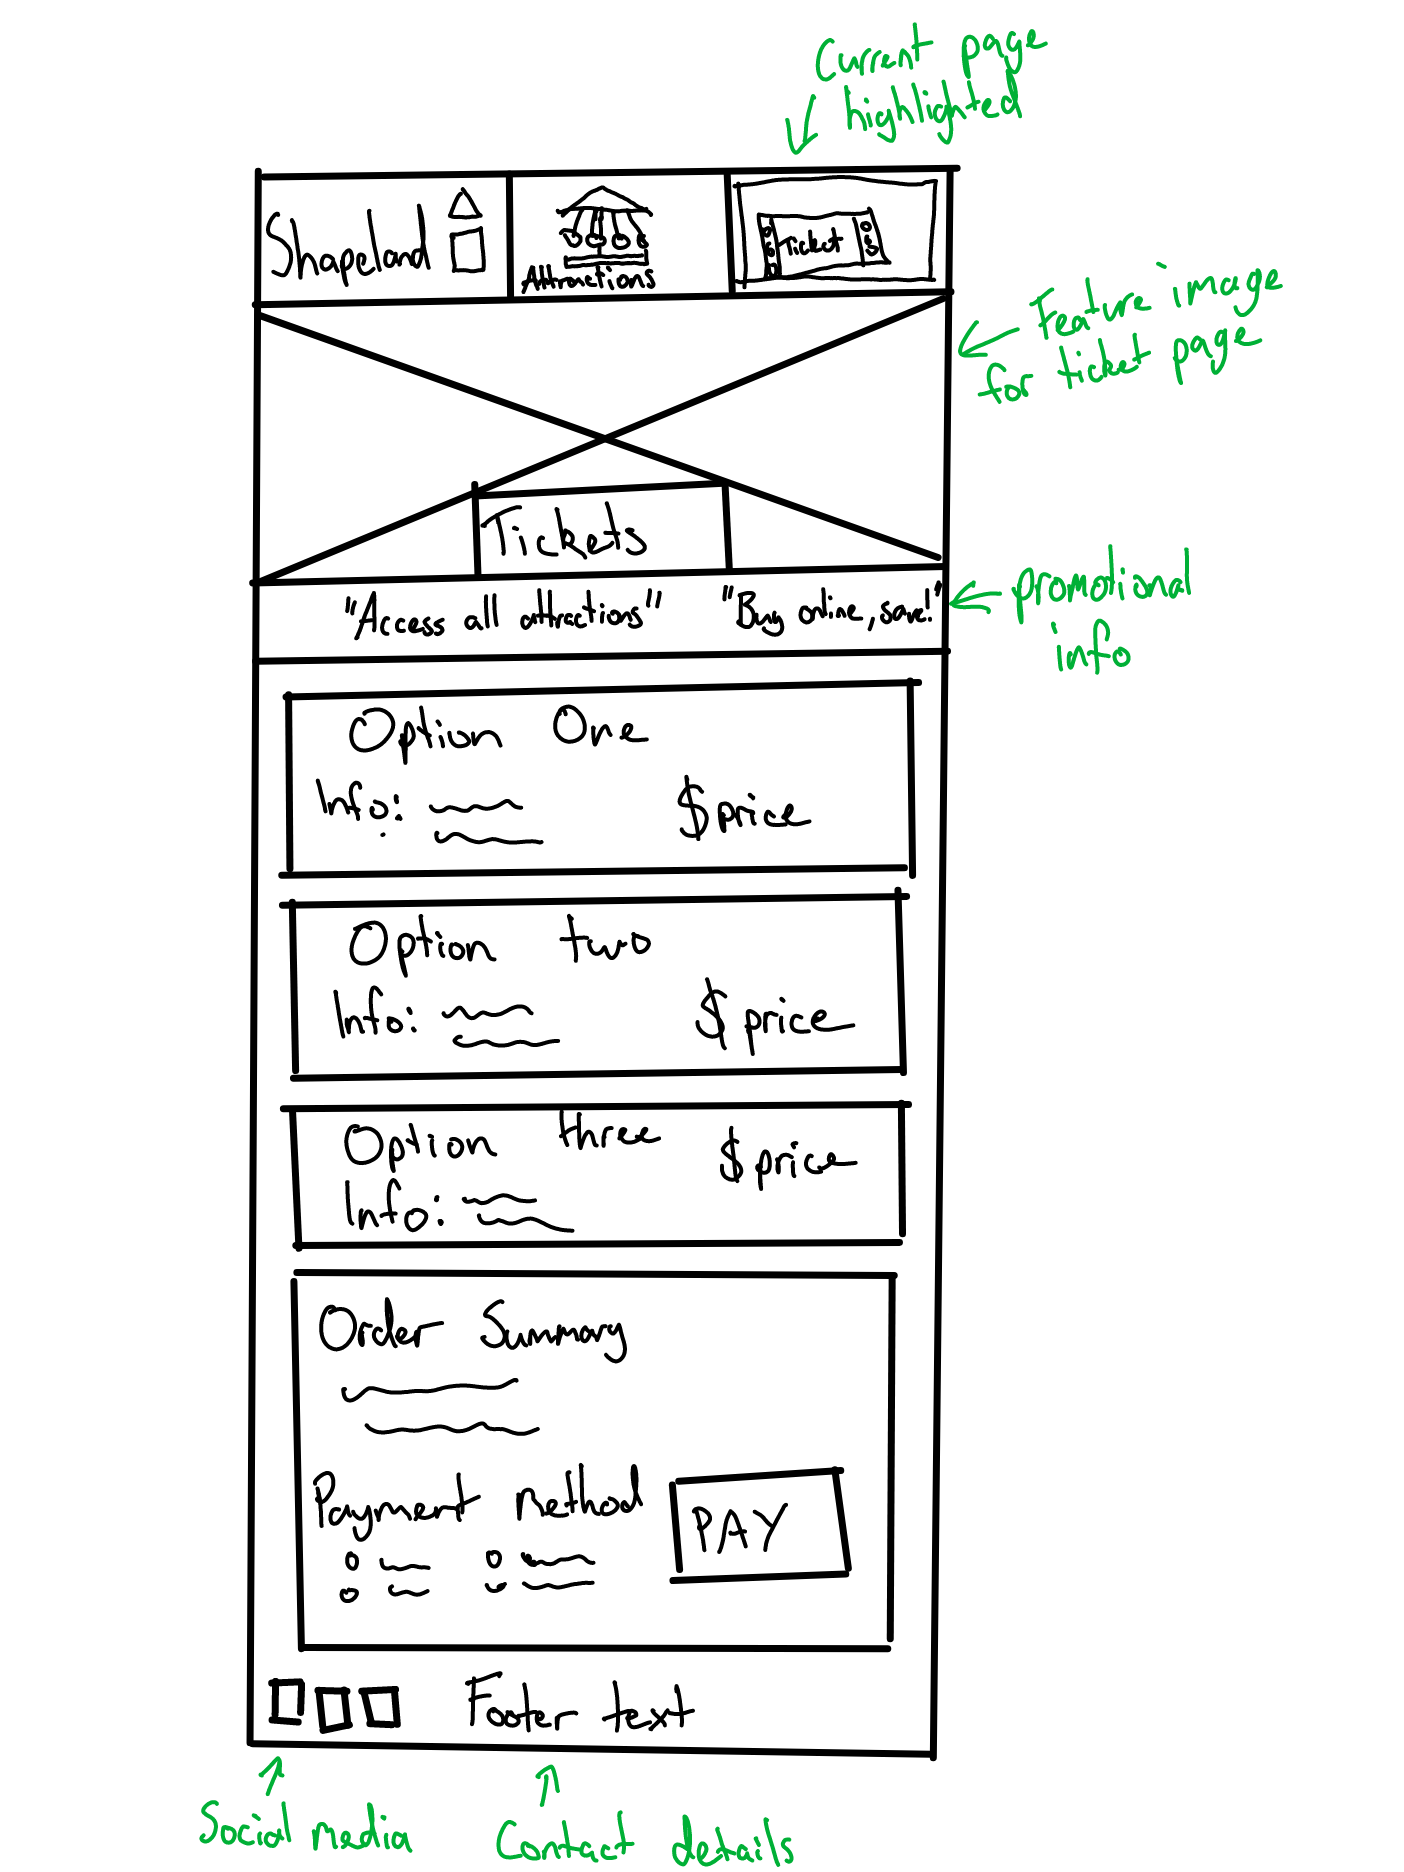 Current page
highlighted
Shapeland
Attractions
Ticket
Feature image
for ticket page
Tickets
"Access all attractions" "Buy online, save!"
promotional
info
Option One
Info: $price
Option two
Info: $price
Option three $price
Info:
Order Summary
Payment method
PAY
Footer text
Social media
Contact details